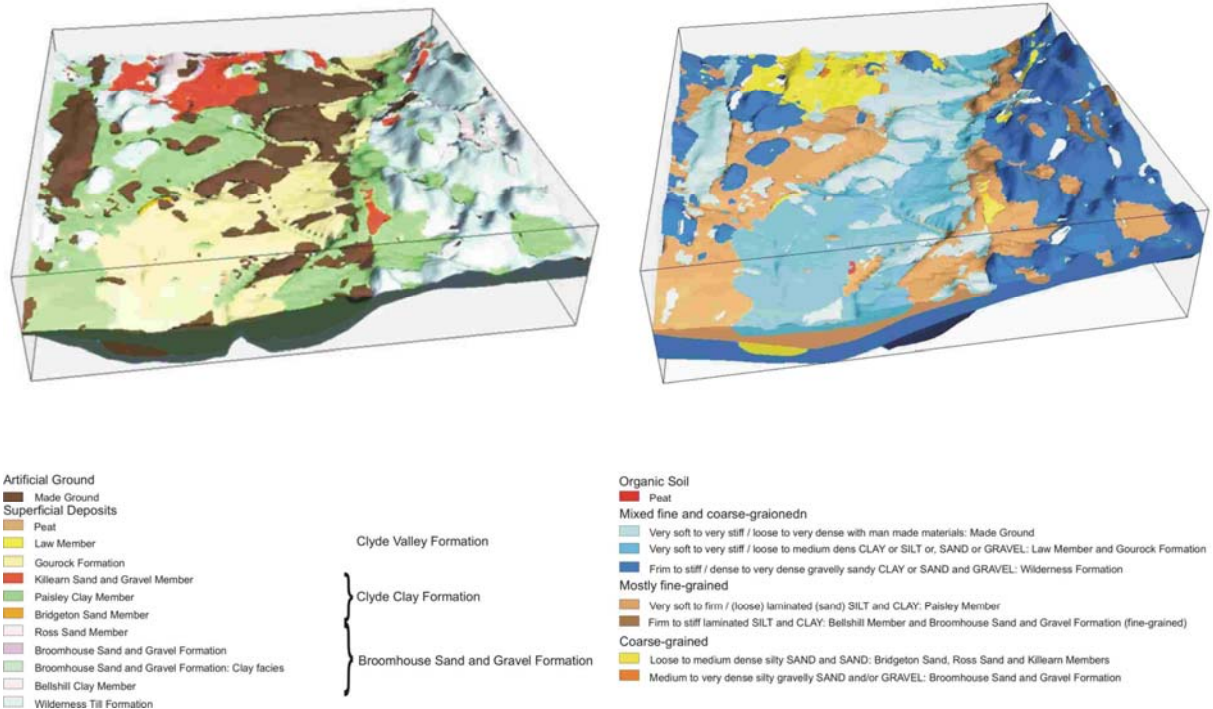 Artificial Ground
Made Ground
Superficial Deposits
Peat
Law Member
Gourock Formation
Killearn Sand and Gravel Member
Paisley Clay Member
Bridgeton Sand Member
Ross Sand Member
Broomhouse Sand and Gravel Formation
Broomhouse Sand and Gravel Formation: Clay facies
Bellshill Clay Member
Wilderness Till Formation
Clyde Valley Formation
Clyde Clay Formation
Broomhouse Sand and Gravel Formation
Organic Soil
Peat
Mixed fine and coarse-graionedn
Very soft to very stiff / loose to very dense with man made materials: Made Ground
Very soft to very stiff / loose to medium dens CLAY or SILT or, SAND or GRAVEL: Law Member and Gourock Formation
Frim to stiff / dense to very dense gravelly sandy CLAY or SAND and GRAVEL: Wilderness Formation
Mostly fine-grained
Very soft to firm / (loose) laminated (sand) SILT and CLAY: Paisley Member
Firm to stiff laminated SILT and CLAY: Bellshill Member and Broomhouse Sand and Gravel Formation (fine-grained)
Coarse-grained
Loose to medium dense silty SAND and SAND: Bridgeton Sand, Ross Sand and Killearn Members
Medium to very dense silty gravelly SAND and/or GRAVEL: Broomhouse Sand and Gravel Formation